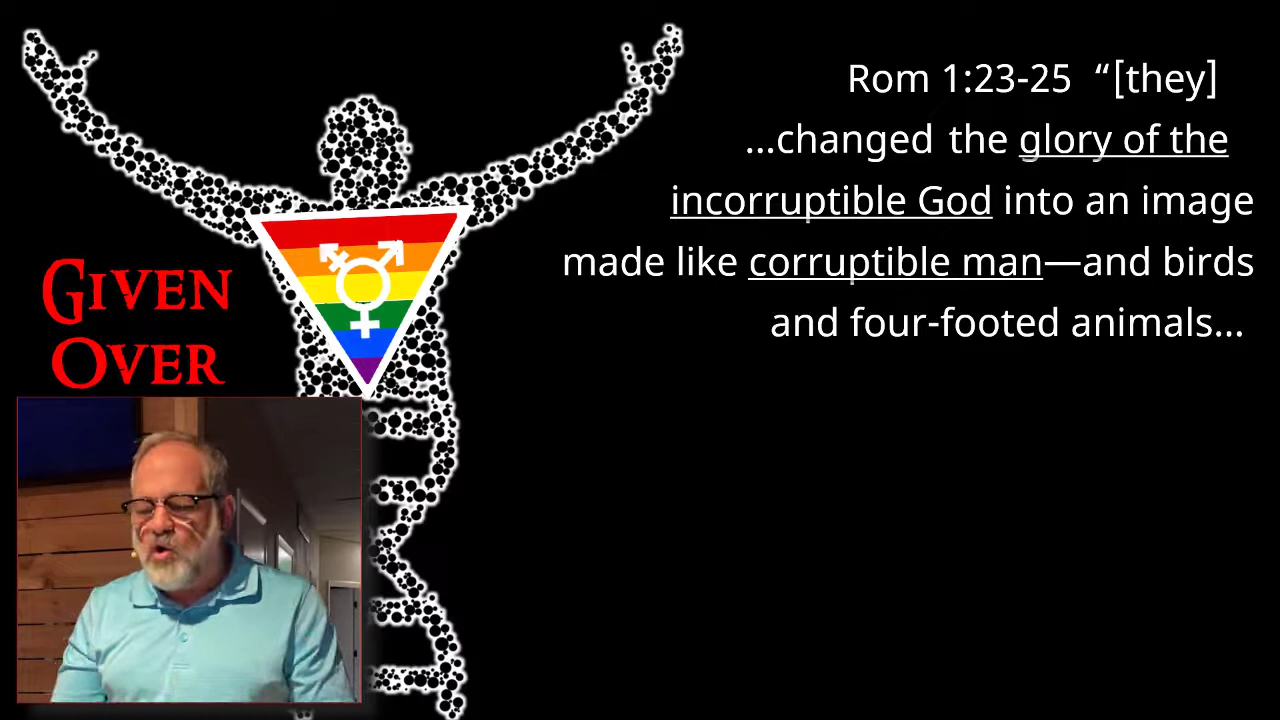 Rom 1:23-25 “[they]
...changed the glory of the
incorruptible God into an image
made like corruptible man—and birds
and four-footed animals...
Given
Over